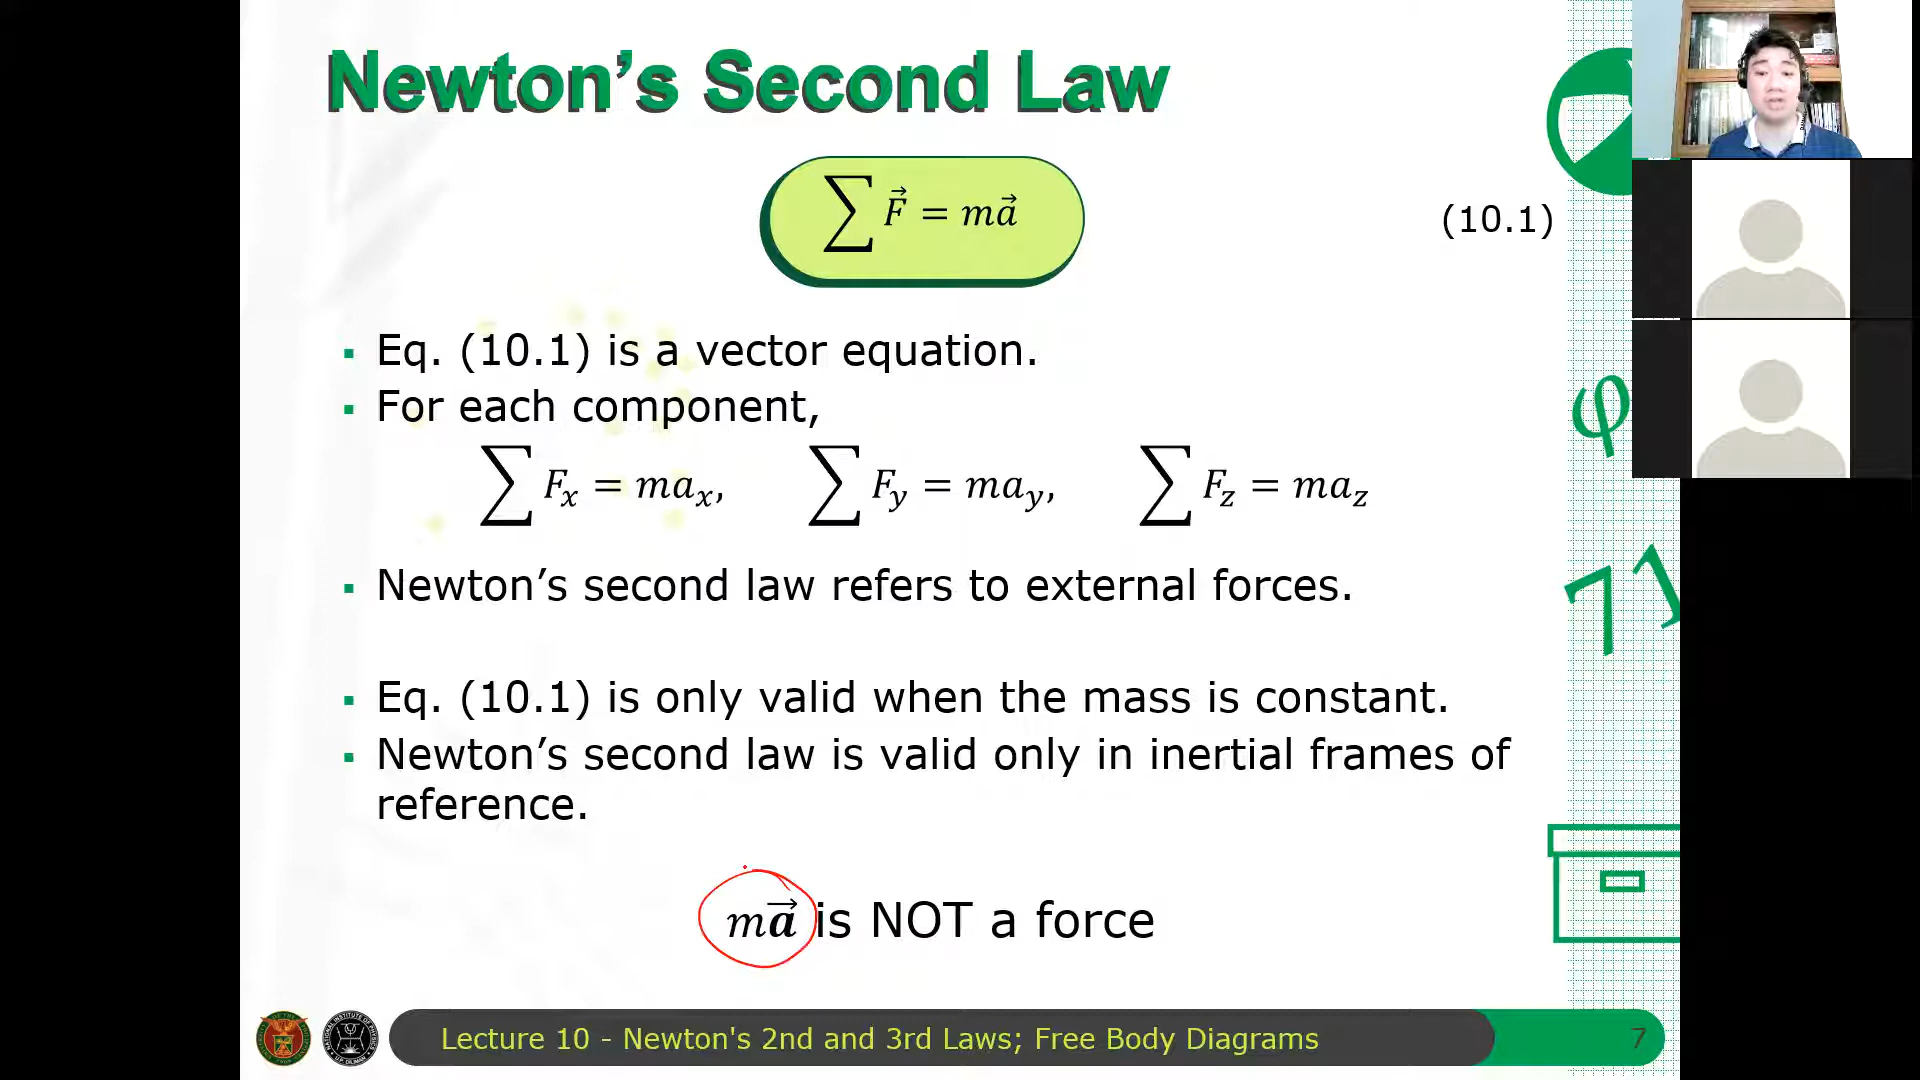 Newton’s Second Law
∑ F⃗ = ma⃗
(10.1)
▪ Eq. (10.1) is a vector equation.
▪ For each component,
∑ Fₓ = maₓ, ∑ F_y = ma_y, ∑ F_z = ma_z
▪ Newton’s second law refers to external forces.
▪ Eq. (10.1) is only valid when the mass is constant.
▪ Newton’s second law is valid only in inertial frames of
reference.
ma⃗ is NOT a force
φ
71
Lecture 10 - Newton's 2nd and 3rd Laws; Free Body Diagrams
7